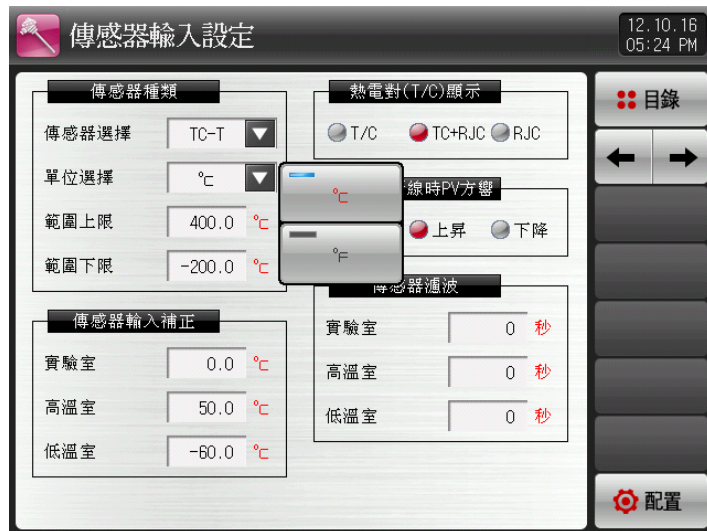 傳感器輸入設定
12.10.16
05:24 PM
傳感器種類
傳感器選擇 TC-T
單位選擇 ℃
範圍上限 400.0 ℃
範圍下限 -200.0 ℃
℃
℉
傳感器輸入補正
實驗室 0.0 ℃
高溫室 50.0 ℃
低溫室 -60.0 ℃
熱電對(T/C)顯示
T/C TC+RJC RJC
線時PV方響
上昇 下降
傳感器濾波
實驗室 0 秒
高溫室 0 秒
低溫室 0 秒
目錄
配置